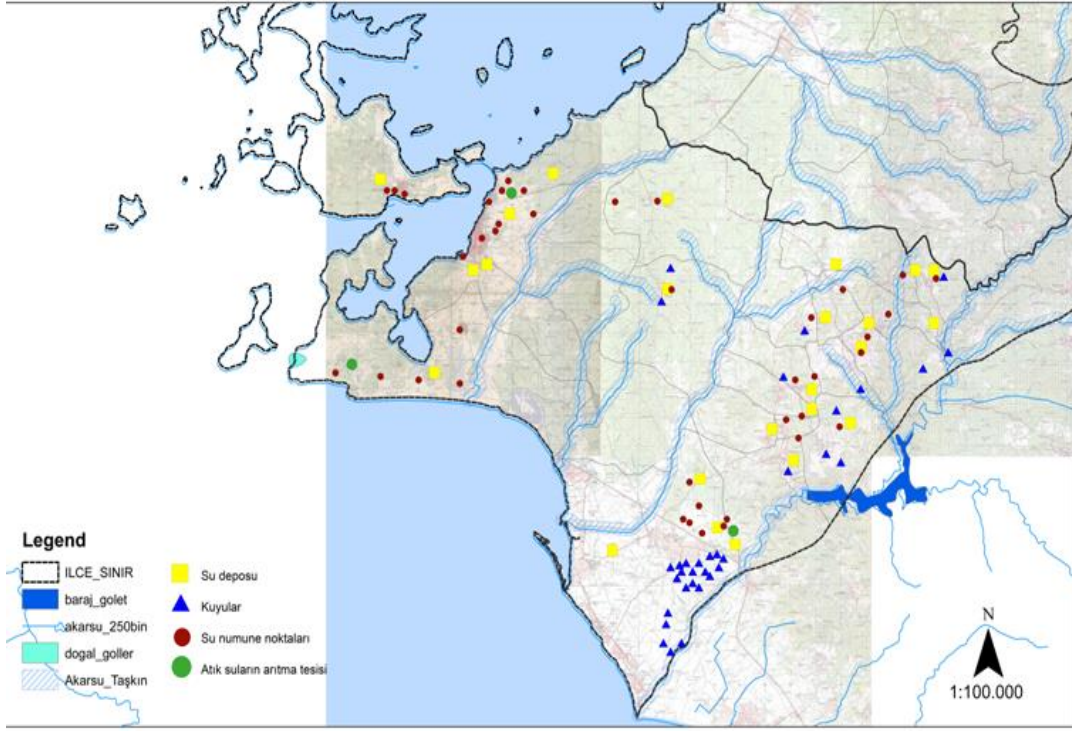 Legend
ILCE_SINIR
baraj_golet
akarsu_250bin
dogal_goller
Akarsu_Taşkın
Su deposu
Kuyular
Su numune noktaları
Atık suların arıtma tesisi
N
1:100.000